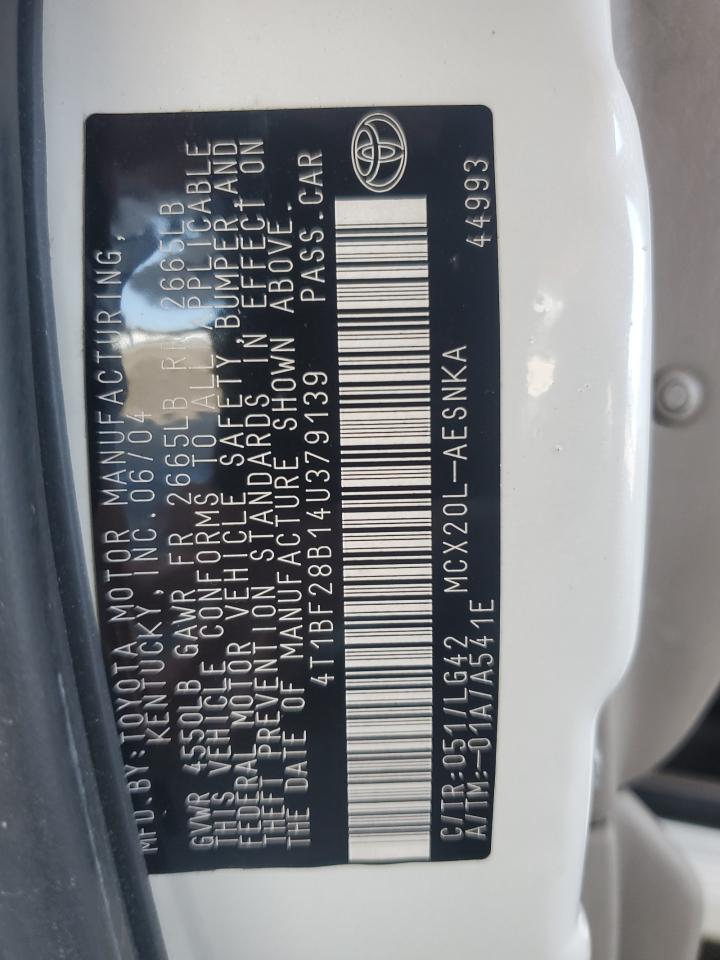 MFD.BY:TOYOTA MOTOR MANUFACTURING,
KENTUCKY,INC.06/04
GVWR 4550LB GAWR FR 2665LB RR 2665LB
THIS VEHICLE CONFORMS TO ALL APPLICABLE
FEDERAL MOTOR VEHICLE SAFETY,BUMPER,AND
THEFT PREVENTION STANDARDS IN EFFECT ON
THE DATE OF MANUFACTURE SHOWN ABOVE.
4T1BF28B14U379139 PASS.CAR
C/TR:051/LG42 MCX20L-AESNKA 44993
A/TM:-01A/A541E